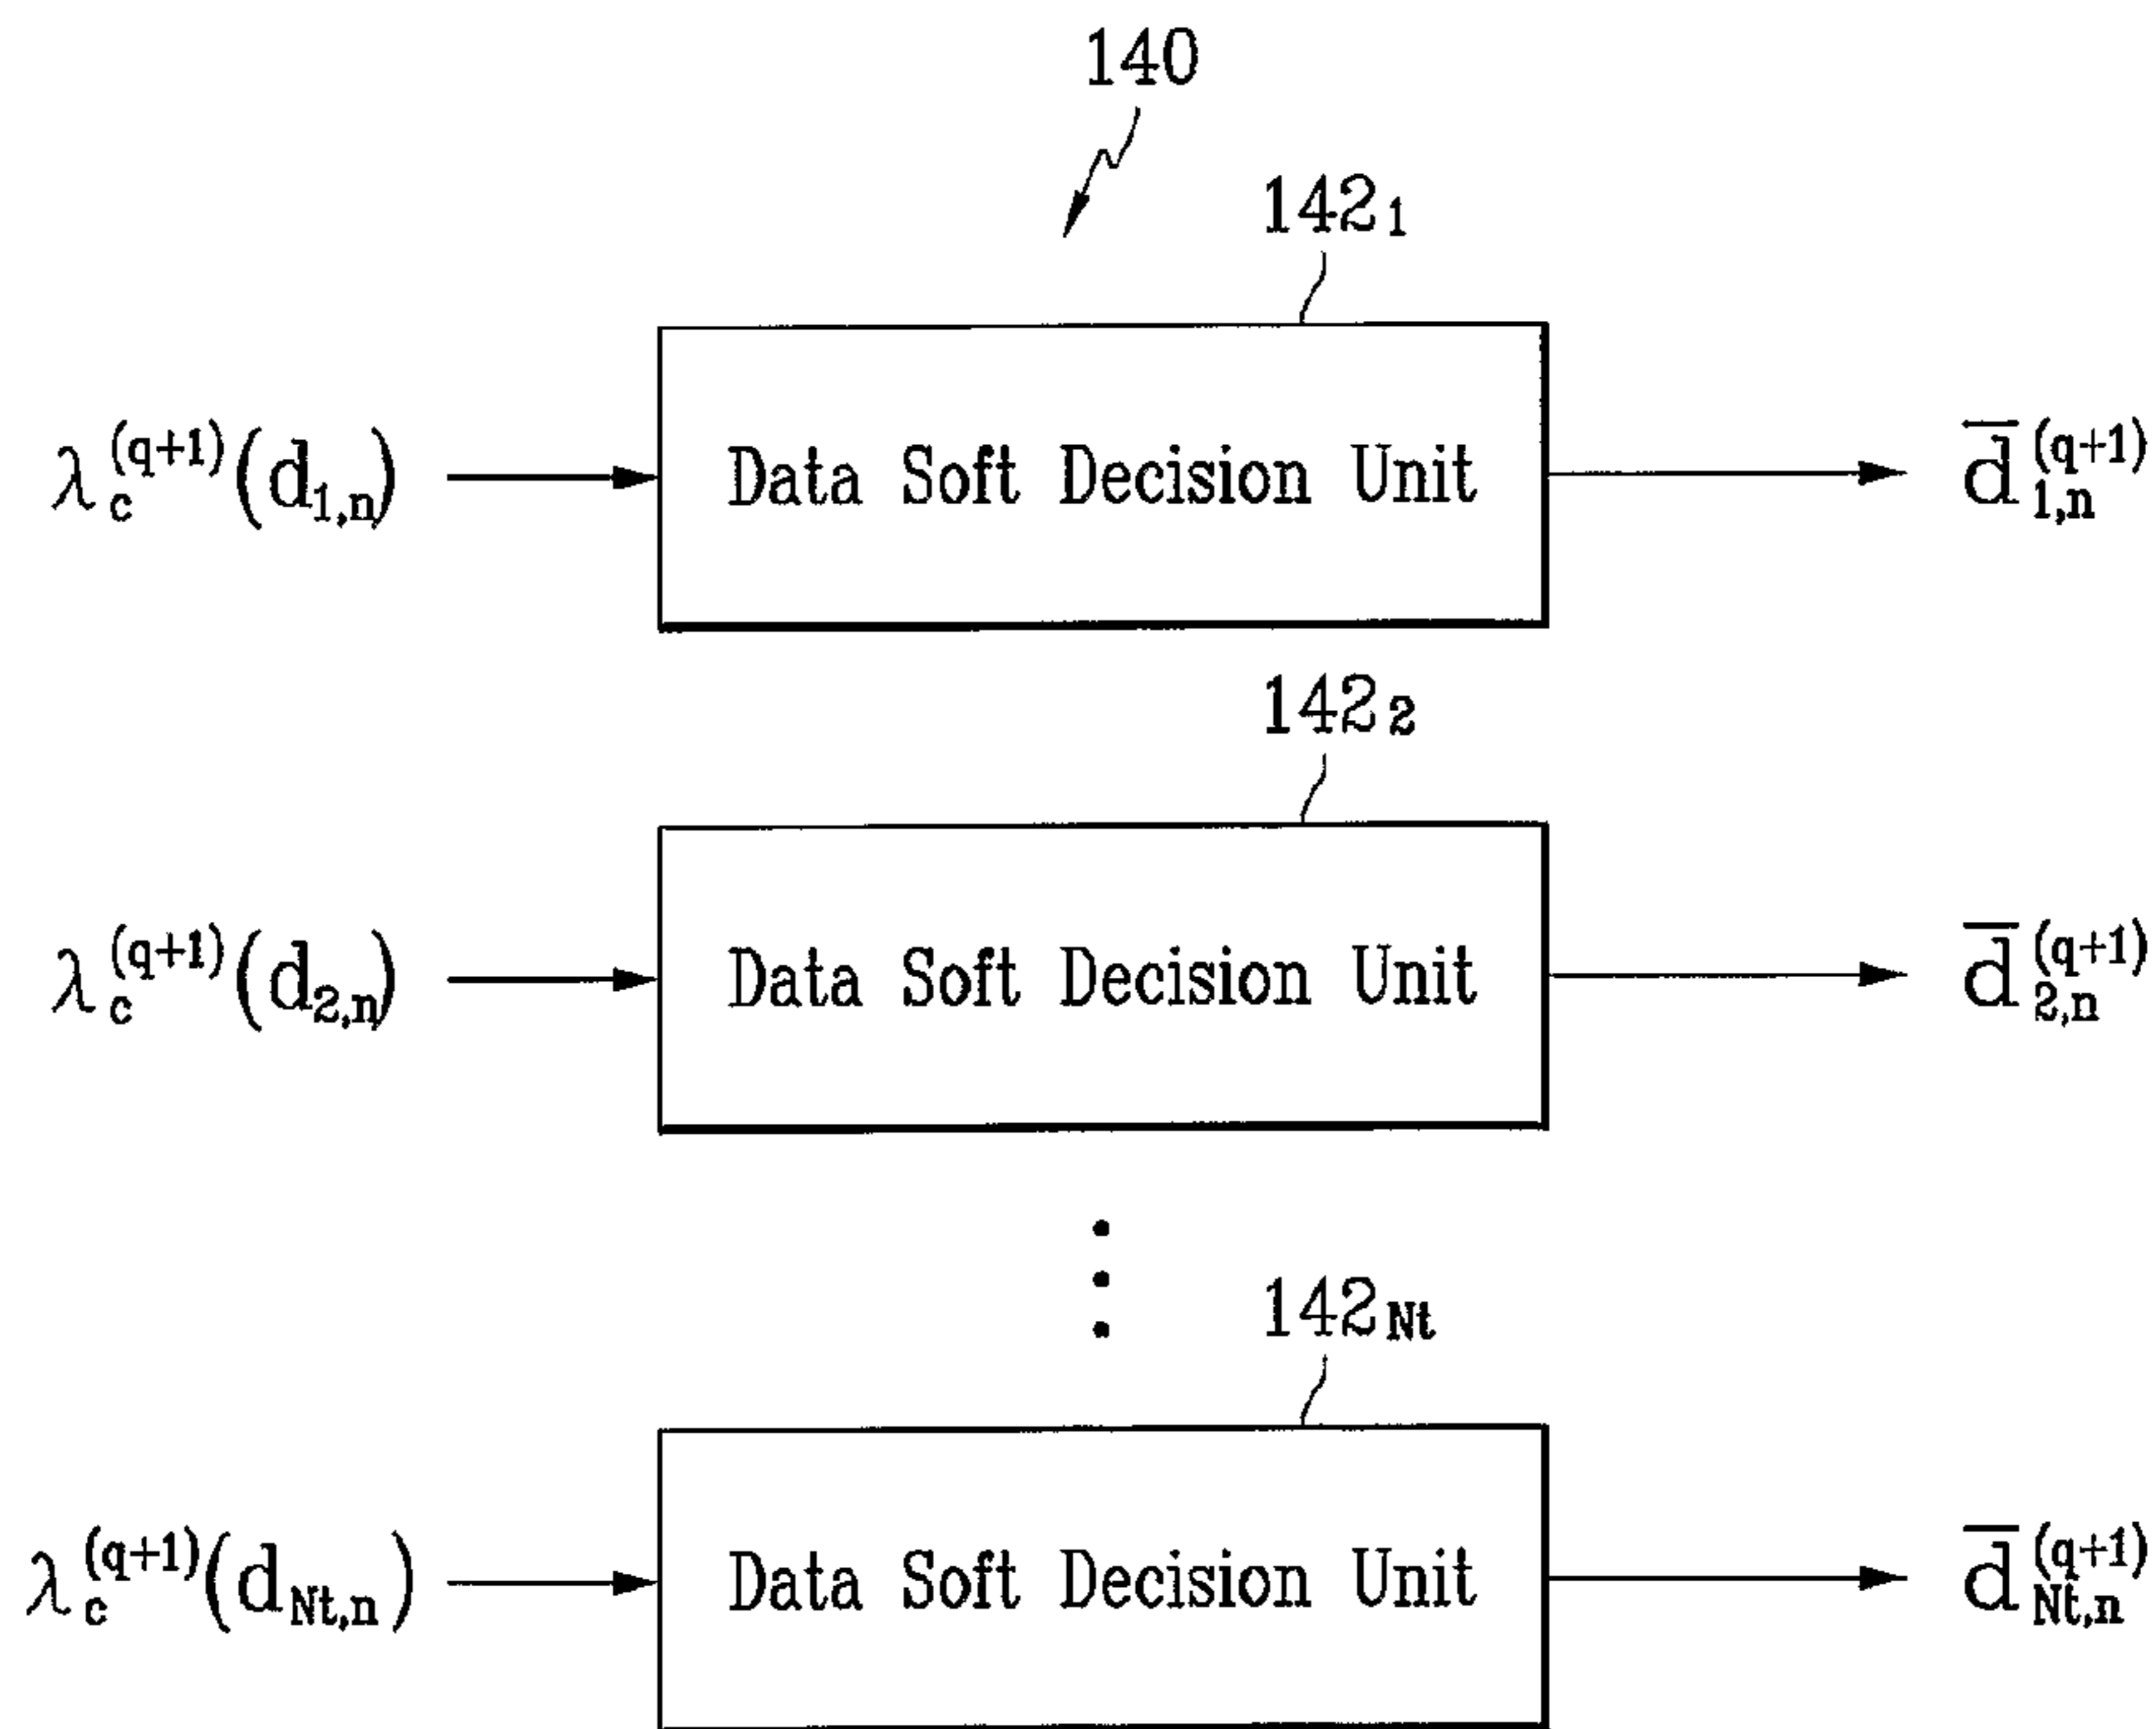 140
142₁
λ_c^(q+1)(d_1,n) Data Soft Decision Unit d̅_1,n^(q+1)
142₂
λ_c^(q+1)(d_2,n) Data Soft Decision Unit d̅_2,n^(q+1)
142_Nt
λ_c^(q+1)(d_Nt,n) Data Soft Decision Unit d̅_Nt,n^(q+1)